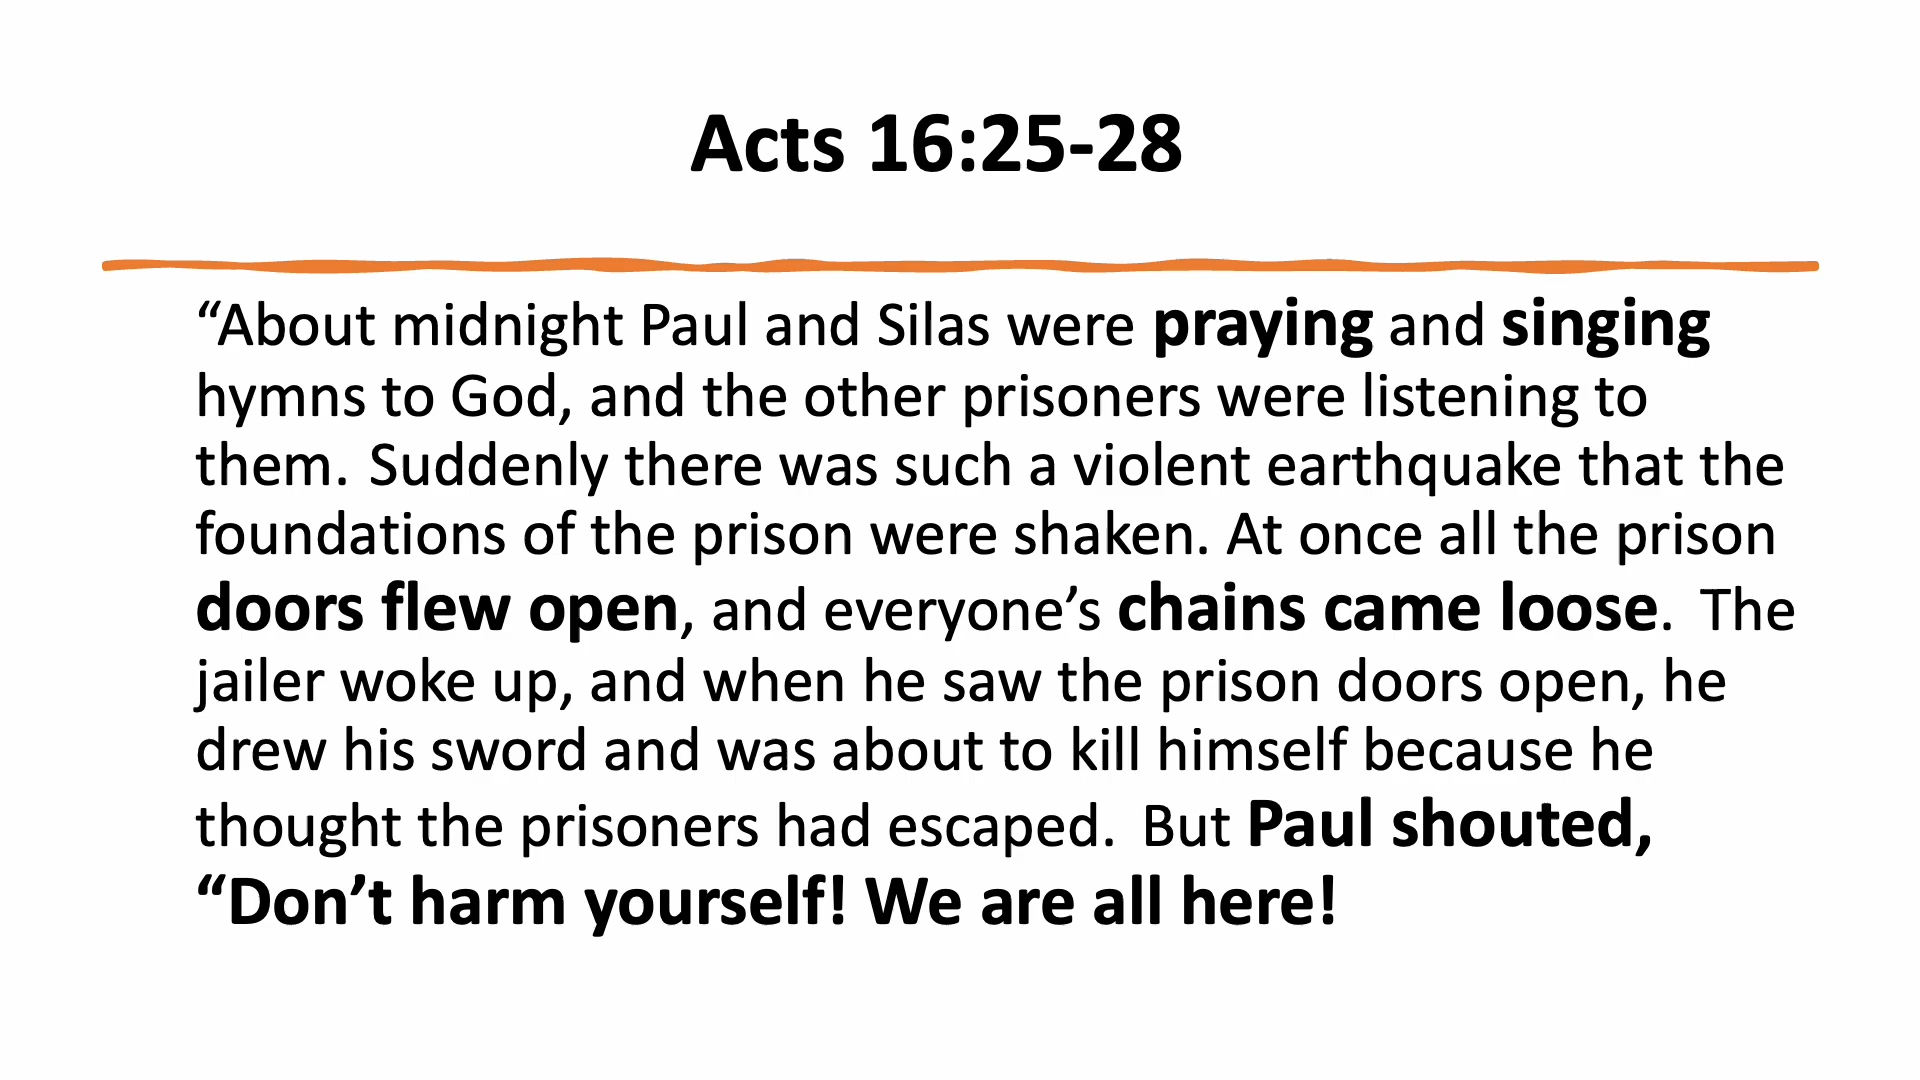 Acts 16:25-28
“About midnight Paul and Silas were praying and singing
hymns to God, and the other prisoners were listening to
them. Suddenly there was such a violent earthquake that the
foundations of the prison were shaken. At once all the prison
doors flew open, and everyone’s chains came loose. The
jailer woke up, and when he saw the prison doors open, he
drew his sword and was about to kill himself because he
thought the prisoners had escaped. But Paul shouted,
“Don’t harm yourself! We are all here!